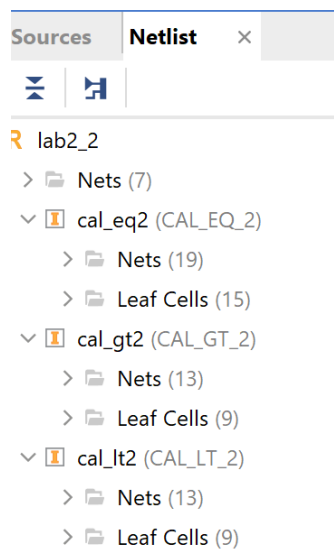 Sources Netlist ×
lab2_2
Nets (7)
cal_eq2 (CAL_EQ_2)
Nets (19)
Leaf Cells (15)
cal_gt2 (CAL_GT_2)
Nets (13)
Leaf Cells (9)
cal_lt2 (CAL_LT_2)
Nets (13)
Leaf Cells (9)